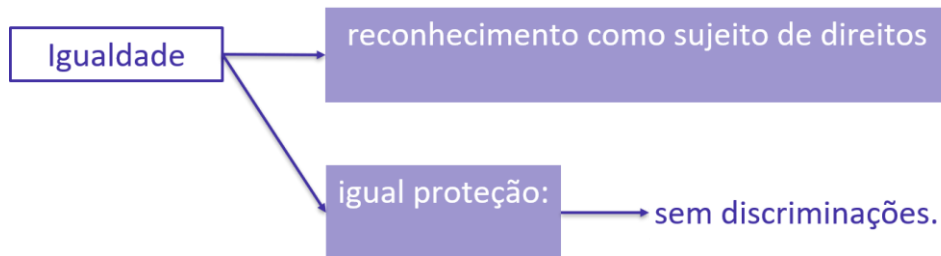 Igualdade
reconhecimento como sujeito de direitos
igual proteção:
sem discriminações.